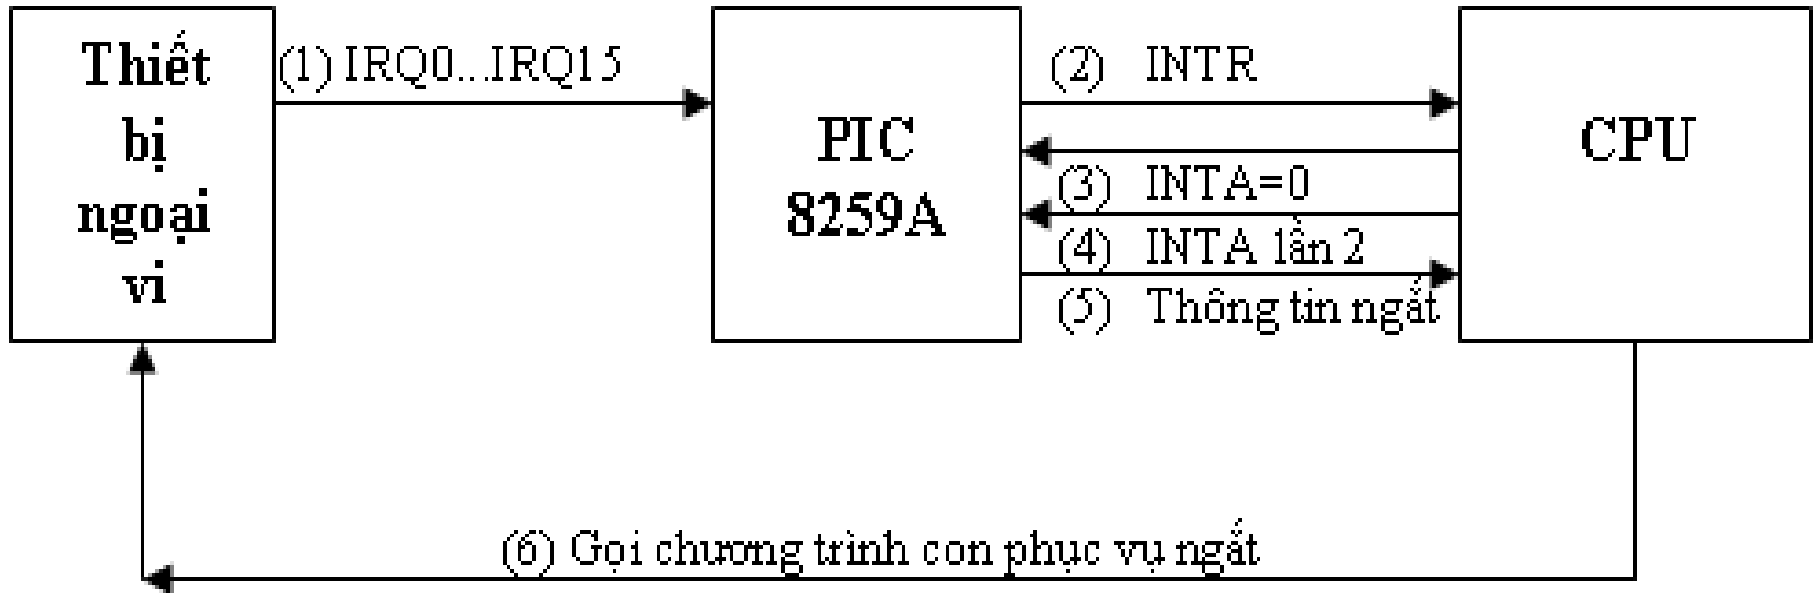 Thiết
bị
ngoại
vi
(1) IRQ0...IRQ15
PIC
8259A
(2) INTR
(3) INTA=0
(4) INTA lần 2
(5) Thông tin ngắt
CPU
(6) Gọi chương trình con phục vụ ngắt